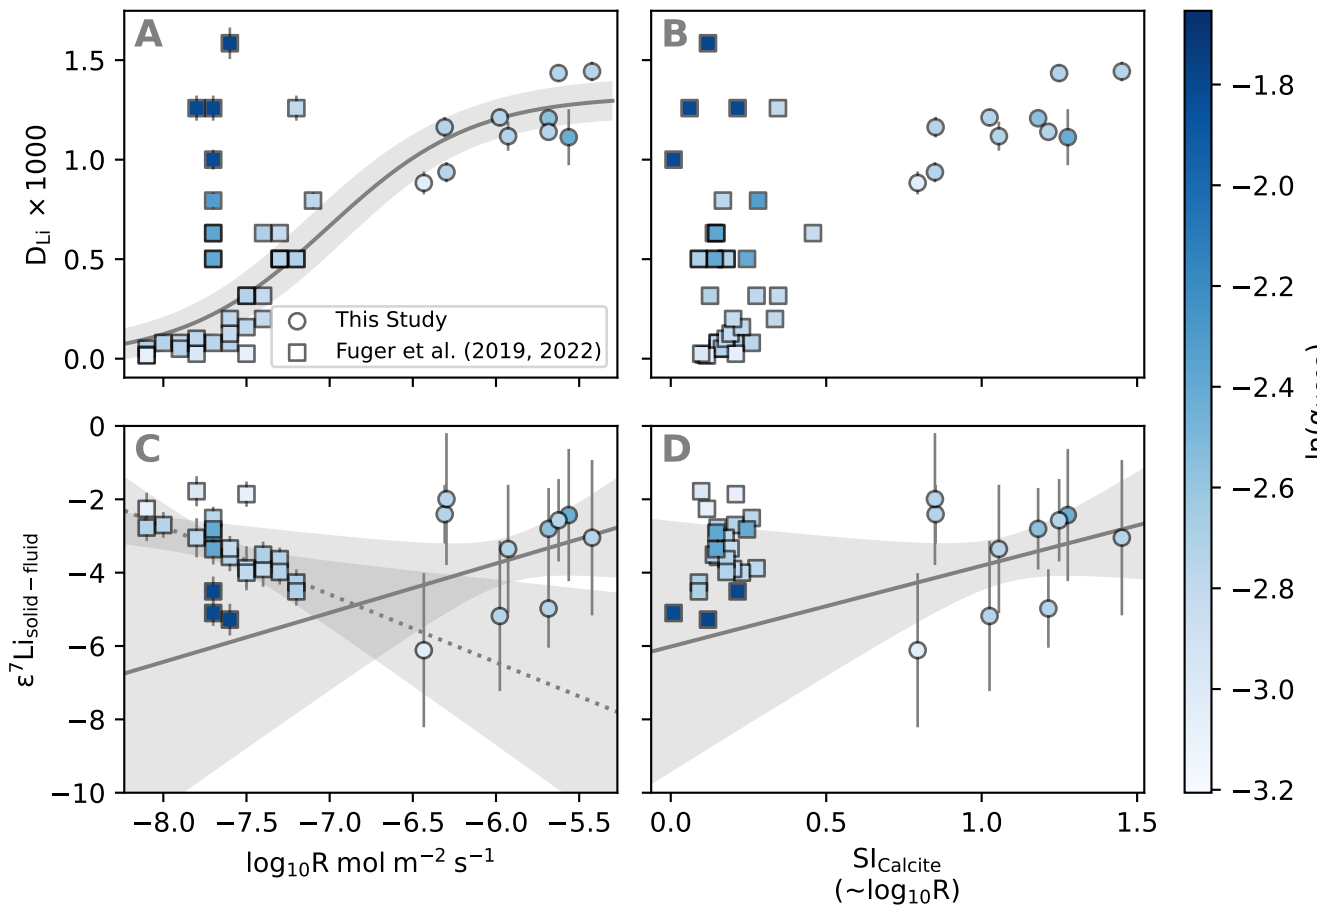 A
B
1.5
1.0
0.5
0.0
D_Li ×1000
This Study
Fuger et al. (2019, 2022)
C
D
0
−2
−4
−6
−8
−10
ε⁷Li_solid−fluid
−8.0 −7.5 −7.0 −6.5 −6.0 −5.5
log₁₀R mol m⁻² s⁻¹
0.0 0.5 1.0 1.5
SI_Calcite
(~log₁₀R)
−1.8
−2.0
−2.2
−2.4
−2.6
−2.8
−3.0
−3.2